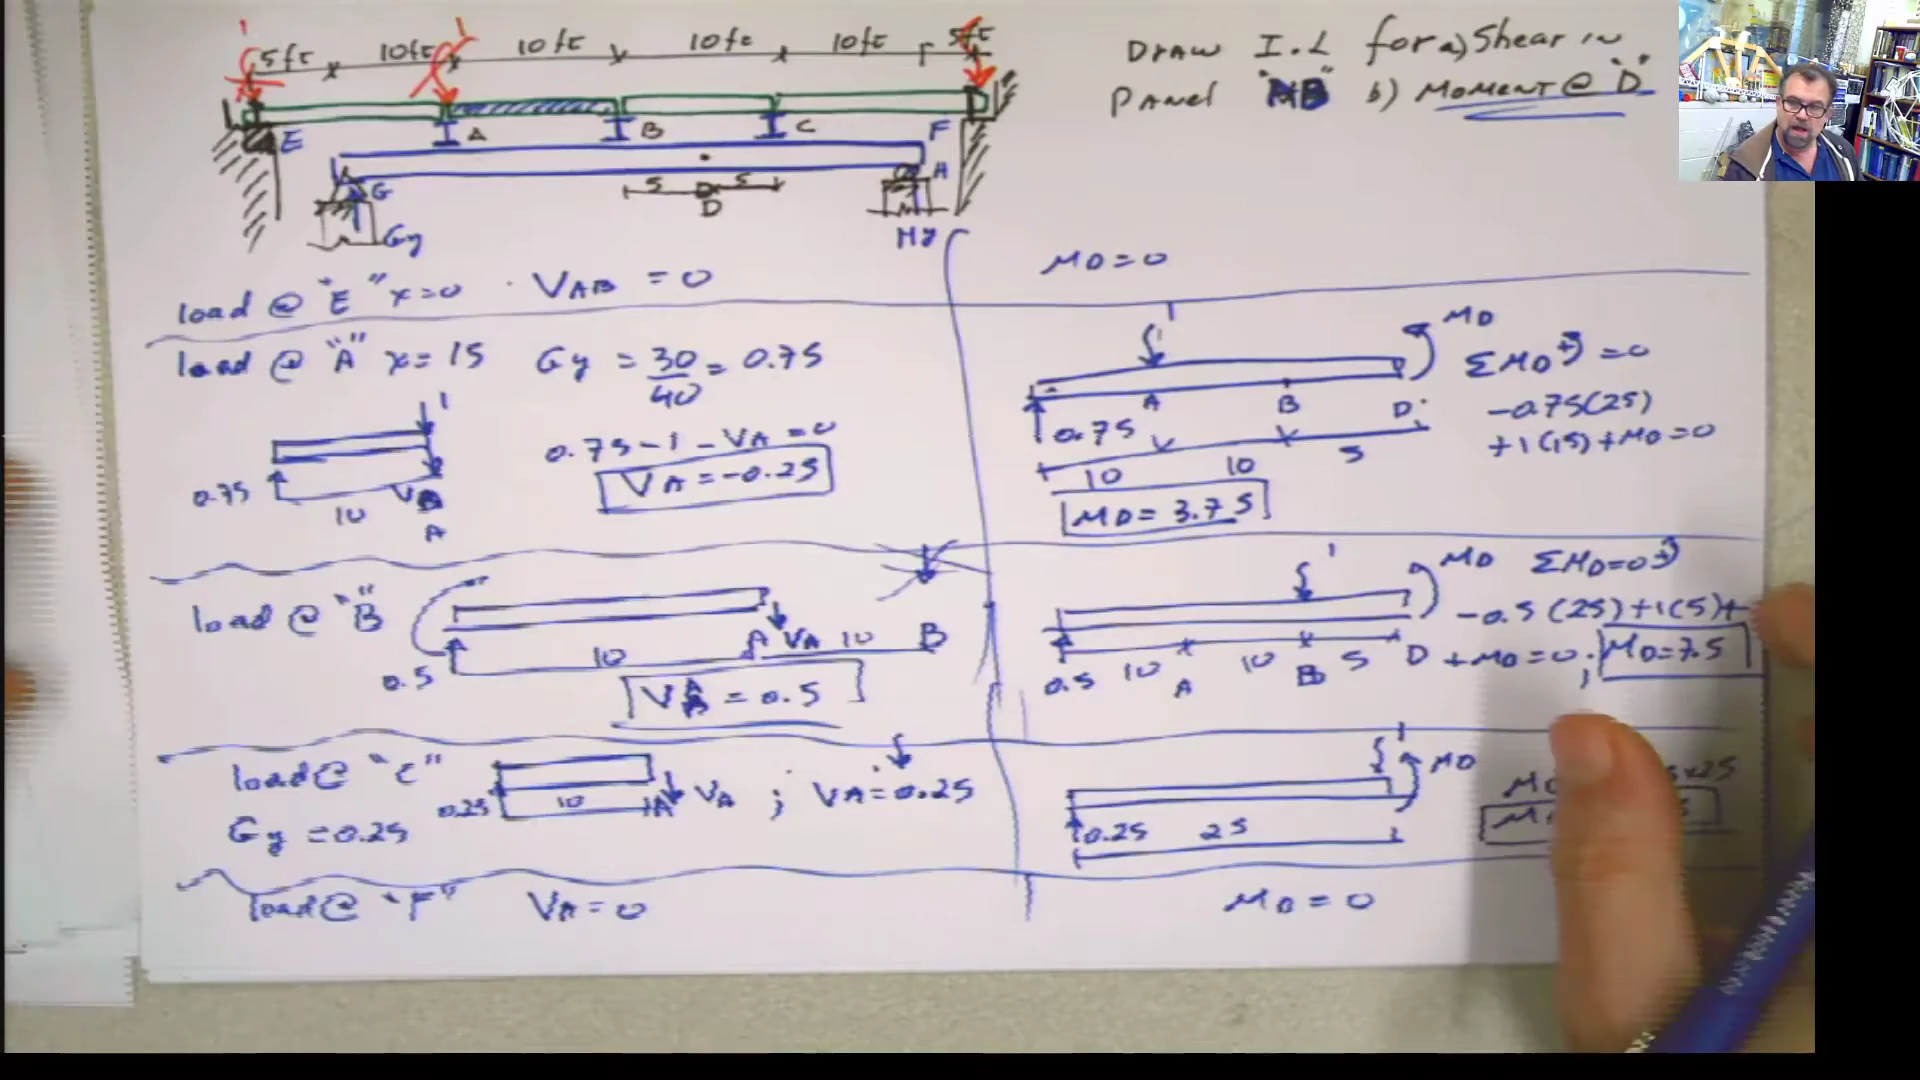 5ft 10ft 10ft 10ft 10ft 5ft
E A B C F
G 5 5 H
D
Gy Hy
Draw I.L for a) Shear in
Panel "AB" b) Moment @ "D"
load @ "E" x=0 . VAB = 0
MD=0
load @ "A" x= 15 Gy = 30/40 = 0.75
1
0.75 10 A
0.75-1-VA=0
VA=-0.25
1 MD
A B D
0.75
10 10 5
ΣMD=0
-0.75(25)
+1(15)+MD=0
MD= 3.75
load @ "B"
0.5 10 A VA 10 B
= 0.5
1 MD
0.5 10 A 10 B 5 D
ΣMD=0
-0.5(25)+1(5)+
+MD=0; MD=7.5
load@ "C"
Gy =0.25
0.25 10 A VA ; VA=0.25
1 MD
0.25 25
load@ "F" VA=0
MD=0